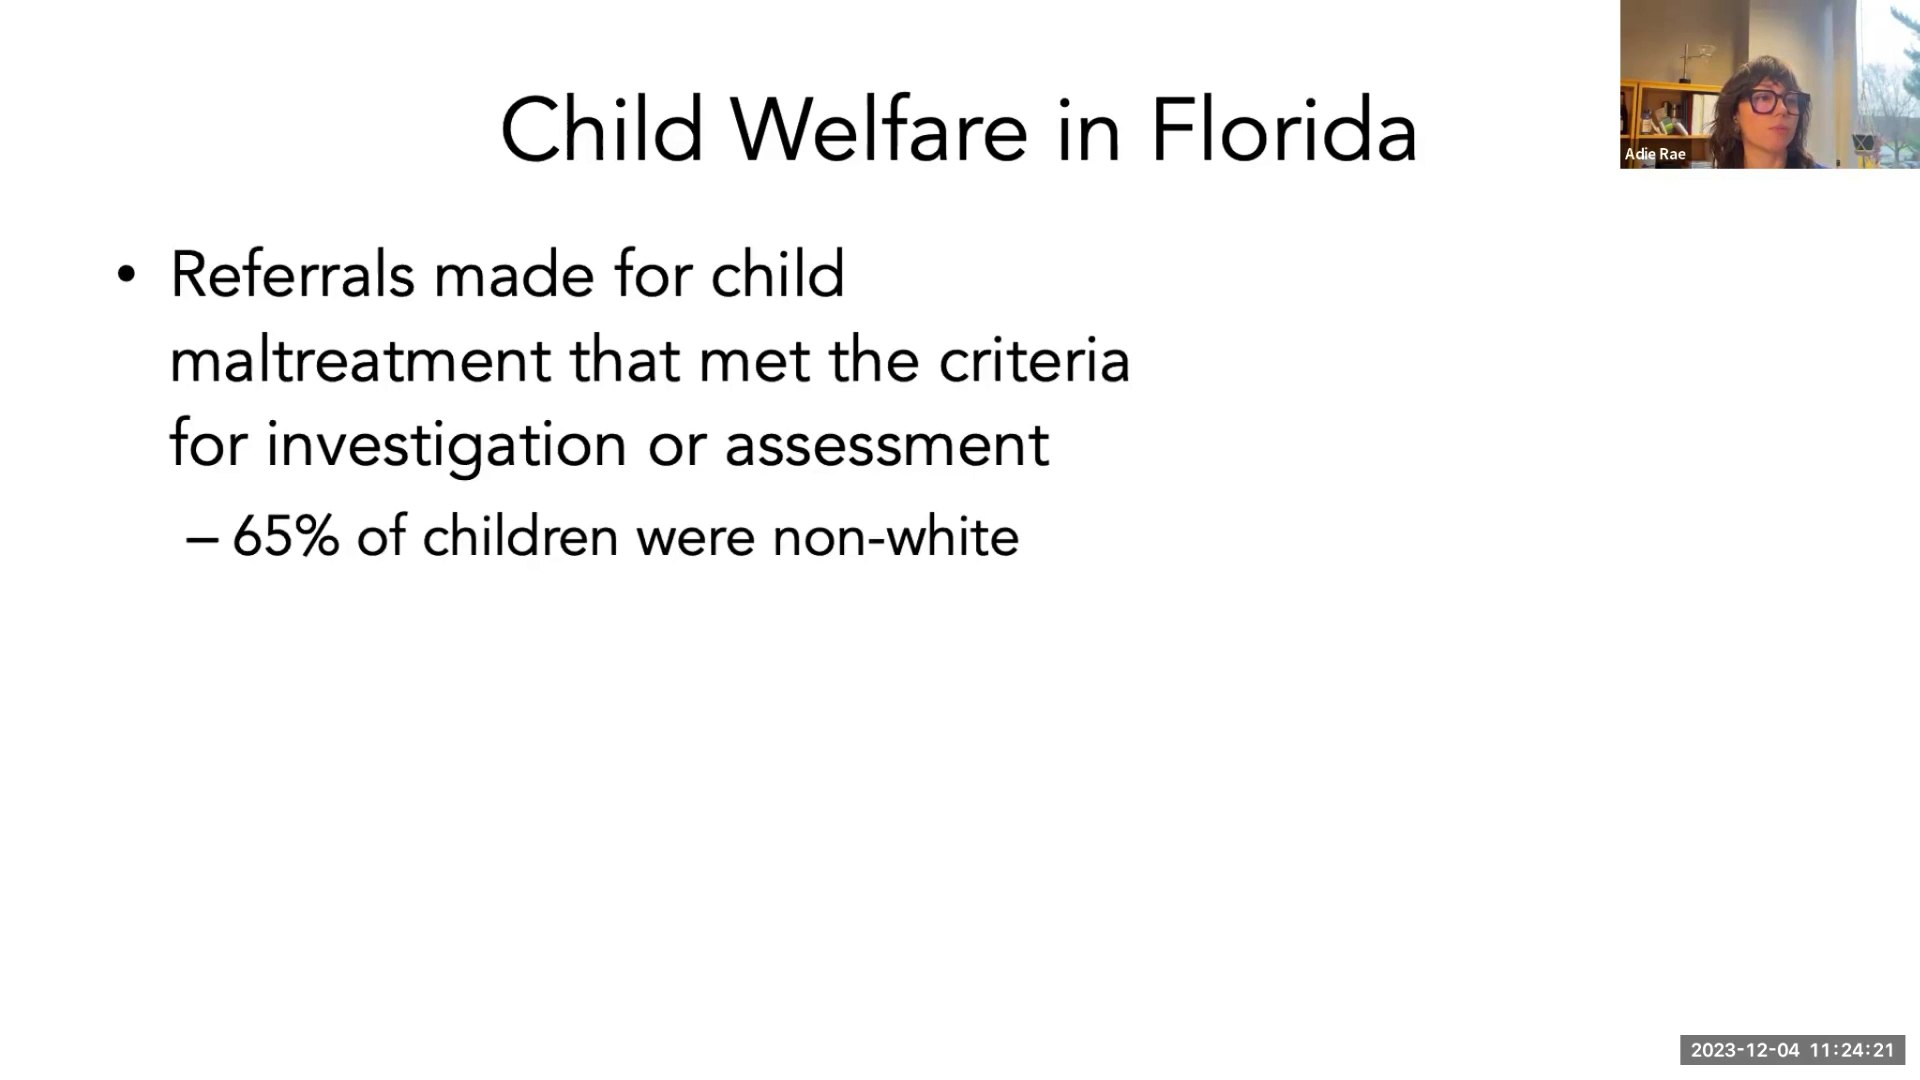 Child Welfare in Florida
Adie Rae
• Referrals made for child
maltreatment that met the criteria
for investigation or assessment
– 65% of children were non-white
2023-12-04 11:24:21